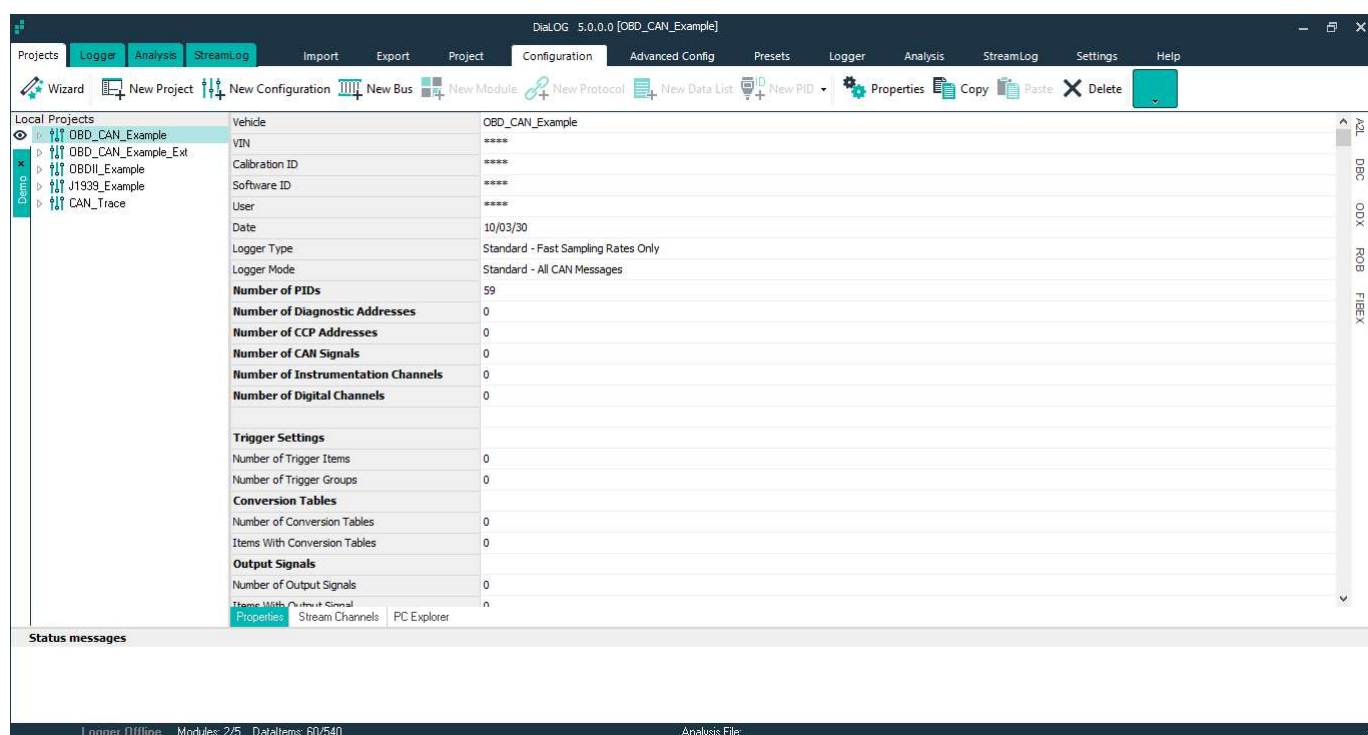 DiaLOG 5.0.0.0 [OBD_CAN_Example]
Projects Logger Analysis StreamLog Import Export Project Configuration Advanced Config Presets Logger Analysis StreamLog Settings Help
Wizard New Project New Configuration New Bus New Module New Protocol New Data List New PID Properties Copy Paste Delete
Local Projects
OBD_CAN_Example
OBD_CAN_Example_Ext
OBDII_Example
J1939_Example
CAN_Trace
Demo
Vehicle OBD_CAN_Example
VIN ****
Calibration ID ****
Software ID ****
User ****
Date 10/03/30
Logger Type Standard - Fast Sampling Rates Only
Logger Mode Standard - All CAN Messages
Number of PIDs 59
Number of Diagnostic Addresses 0
Number of CCP Addresses 0
Number of CAN Signals 0
Number of Instrumentation Channels 0
Number of Digital Channels 0
Trigger Settings
Number of Trigger Items 0
Number of Trigger Groups 0
Conversion Tables
Number of Conversion Tables 0
Items With Conversion Tables 0
Output Signals
Number of Output Signals 0
Items With Output Signal 0
Properties Stream Channels PC Explorer
A2L
DBC
ODX
ROB
FIBEX
Status messages
Logger Offline Modules: 2/5 DataItems: 60/540 Analysis File: